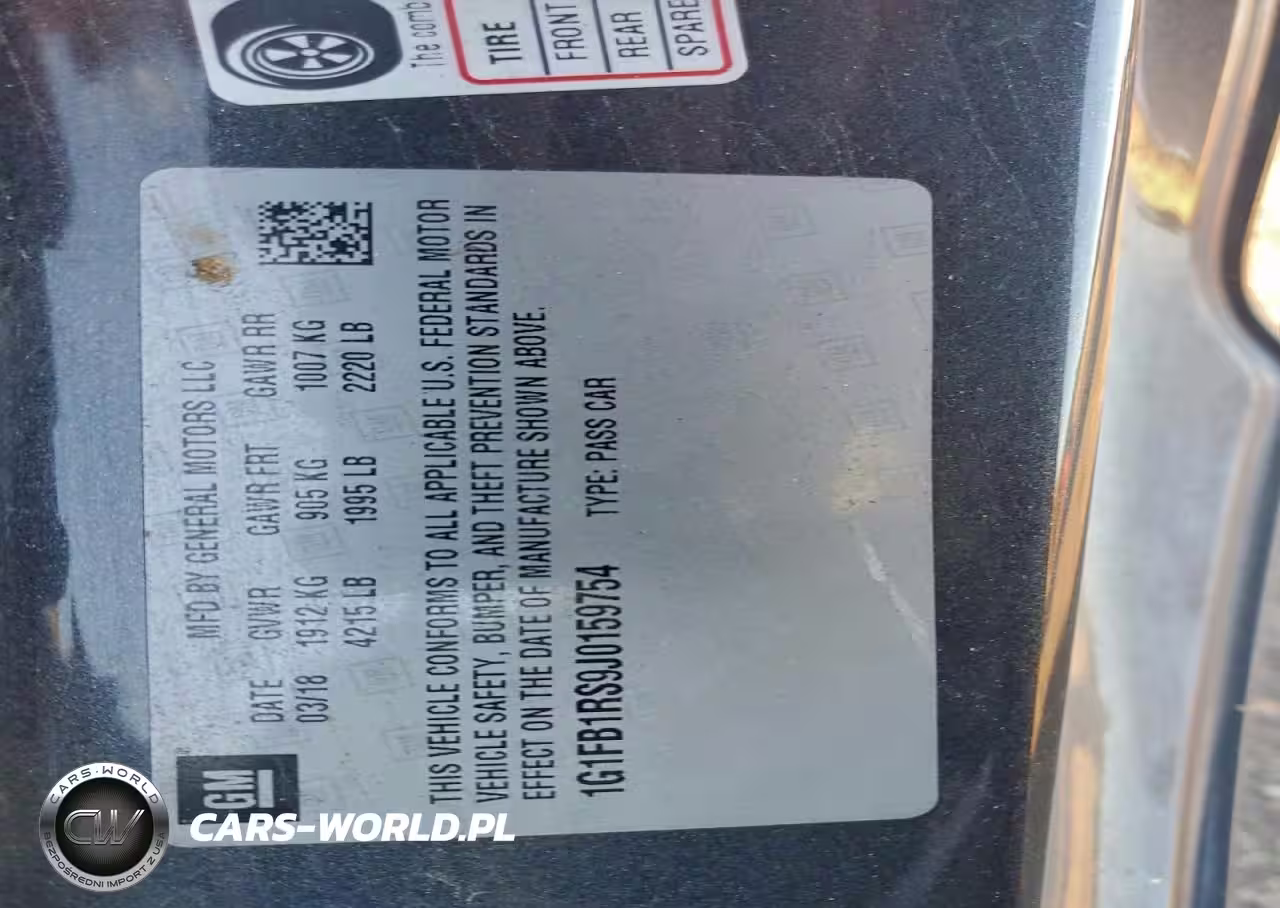 The comb
TIRE
FRONT
REAR
SPARE
GM
MFD BY GENERAL MOTORS LLC
DATE GVWR GAWR FRT GAWR RR
03/18 1912 KG 905 KG 1007 KG
4215 LB 1995 LB 2220 LB
THIS VEHICLE CONFORMS TO ALL APPLICABLE U.S. FEDERAL MOTOR
VEHICLE SAFETY, BUMPER, AND THEFT PREVENTION STANDARDS IN
EFFECT ON THE DATE OF MANUFACTURE SHOWN ABOVE.
1G1FB1RS9J0159754 TYPE: PASS CAR
CARS-WORLD
CW
BEZPOŚREDNI IMPORT Z USA
CARS-WORLD.PL